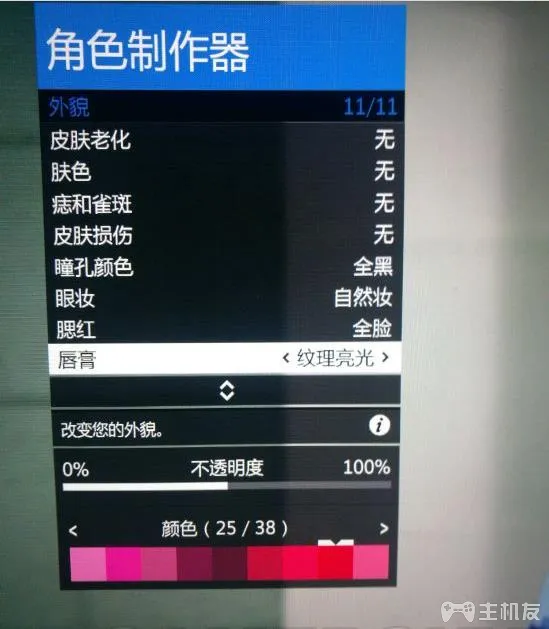 角色制作器
外貌 11/11
皮肤老化 无
肤色 无
痣和雀斑 无
皮肤损伤 无
瞳孔颜色 全黑
眼妆 自然妆
腮红 全脸
唇膏 ‹ 纹理亮光 ›
改变您的外貌。 i
0% 不透明度 100%
< 颜色 ( 25 / 38 ) >
主机友